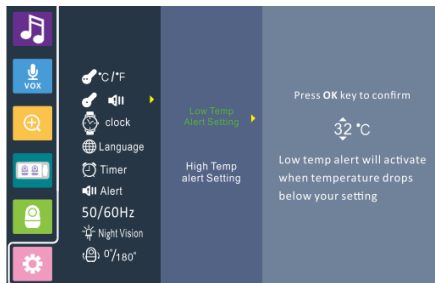 VOX
°C/°F
clock
Language
Timer
Alert
50/60Hz
Night Vision
0°/180°
Low Temp
Alert Setting
High Temp
alert Setting
Press OK key to confirm
32 °C
Low temp alert will activate
when temperature drops
below your setting